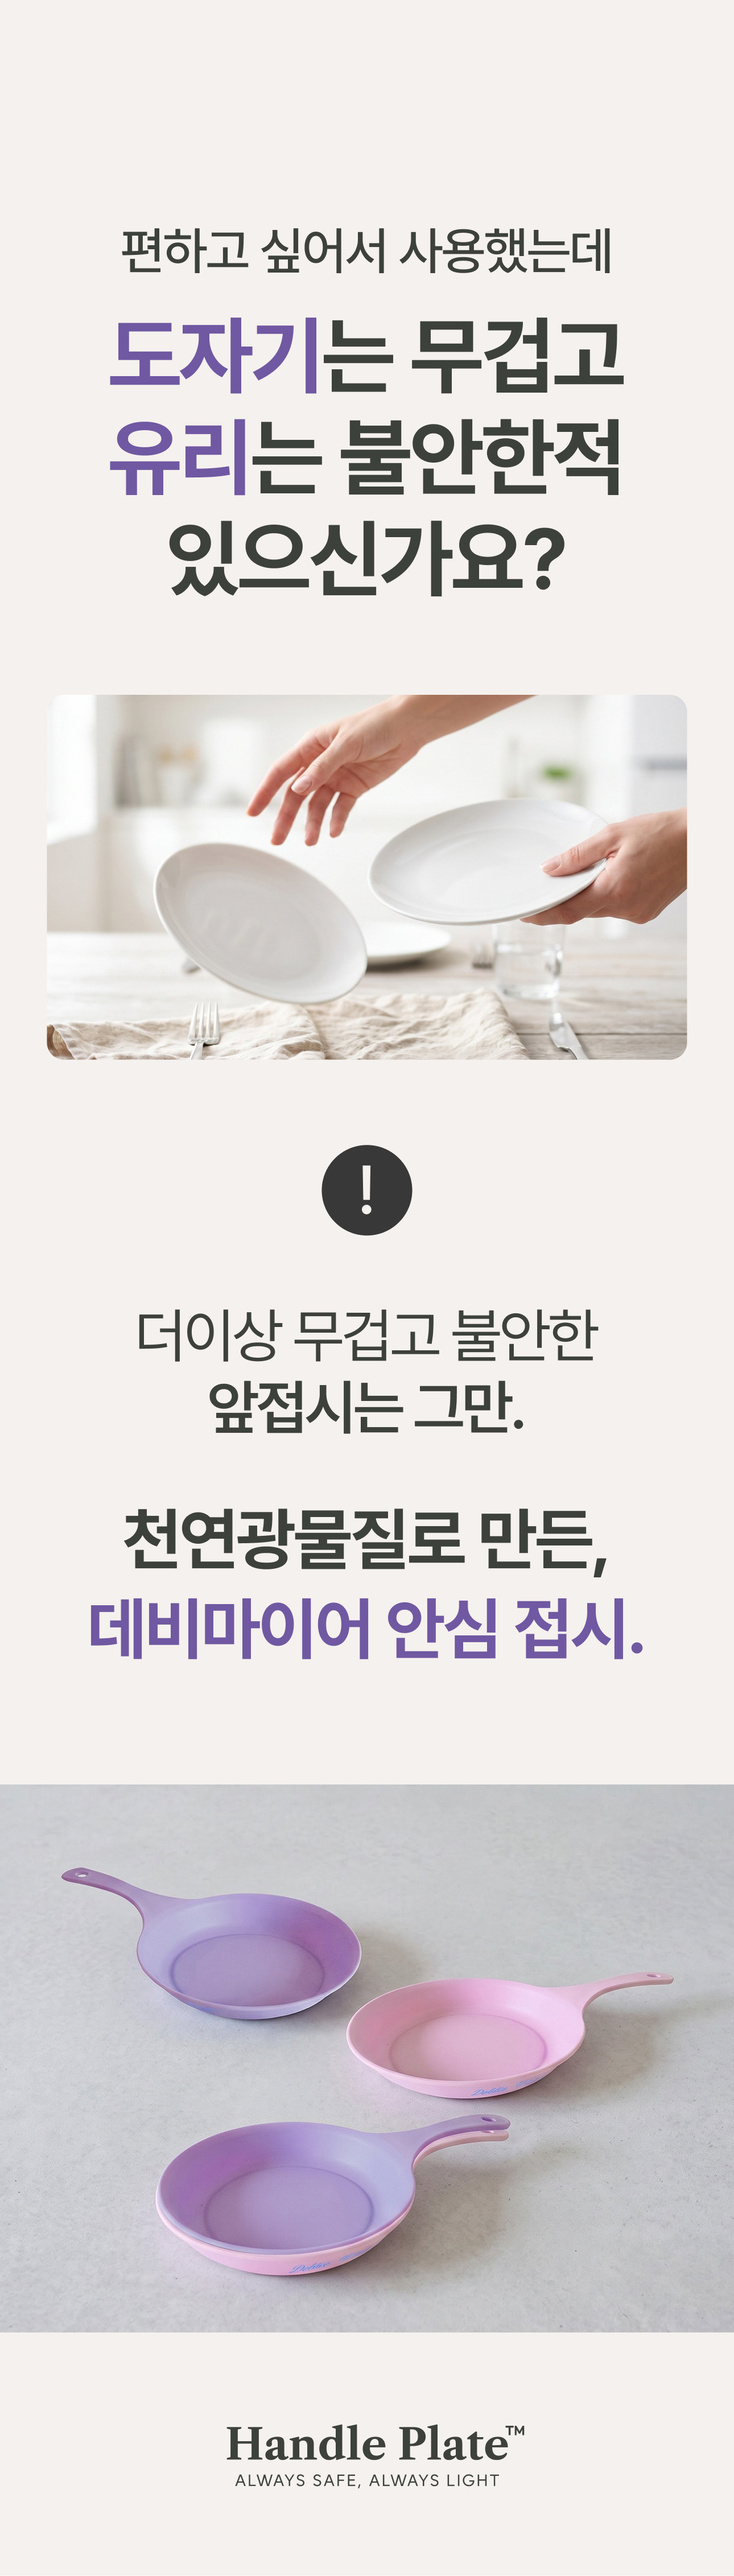 편하고 싶어서 사용했는데
도자기는 무겁고
유리는 불안한적
있으신가요?
!
더이상 무겁고 불안한
앞접시는 그만.
천연광물질로 만든,
데비마이어 안심 접시.
Handle Plate™
ALWAYS SAFE, ALWAYS LIGHT